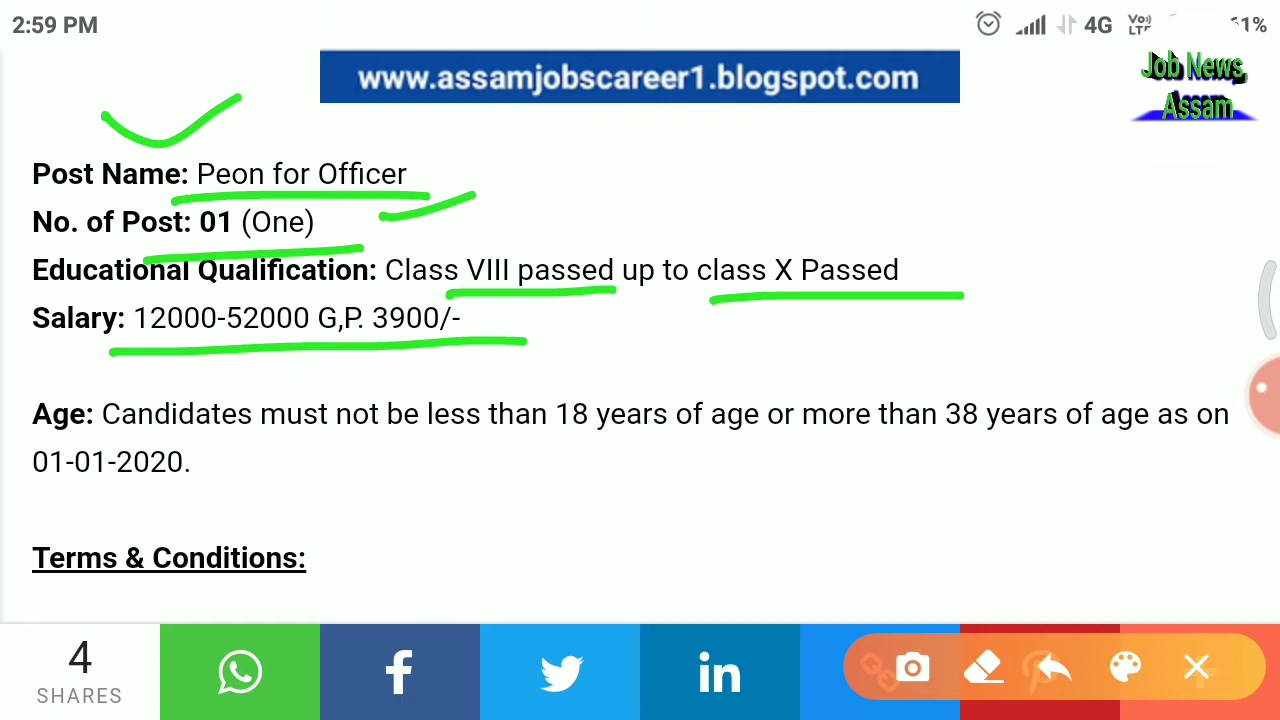 2:59 PM
4G
Vo)
LTE
www.assamjobscareer1.blogspot.com
Job News,
Assam
Post Name: Peon for Officer
No. of Post: 01 (One)
Educational Qualification: Class VIII passed up to class X Passed
Salary: 12000-52000 G,P. 3900/-
Age: Candidates must not be less than 18 years of age or more than 38 years of age as on
01-01-2020.
Terms & Conditions:
4
SHARES